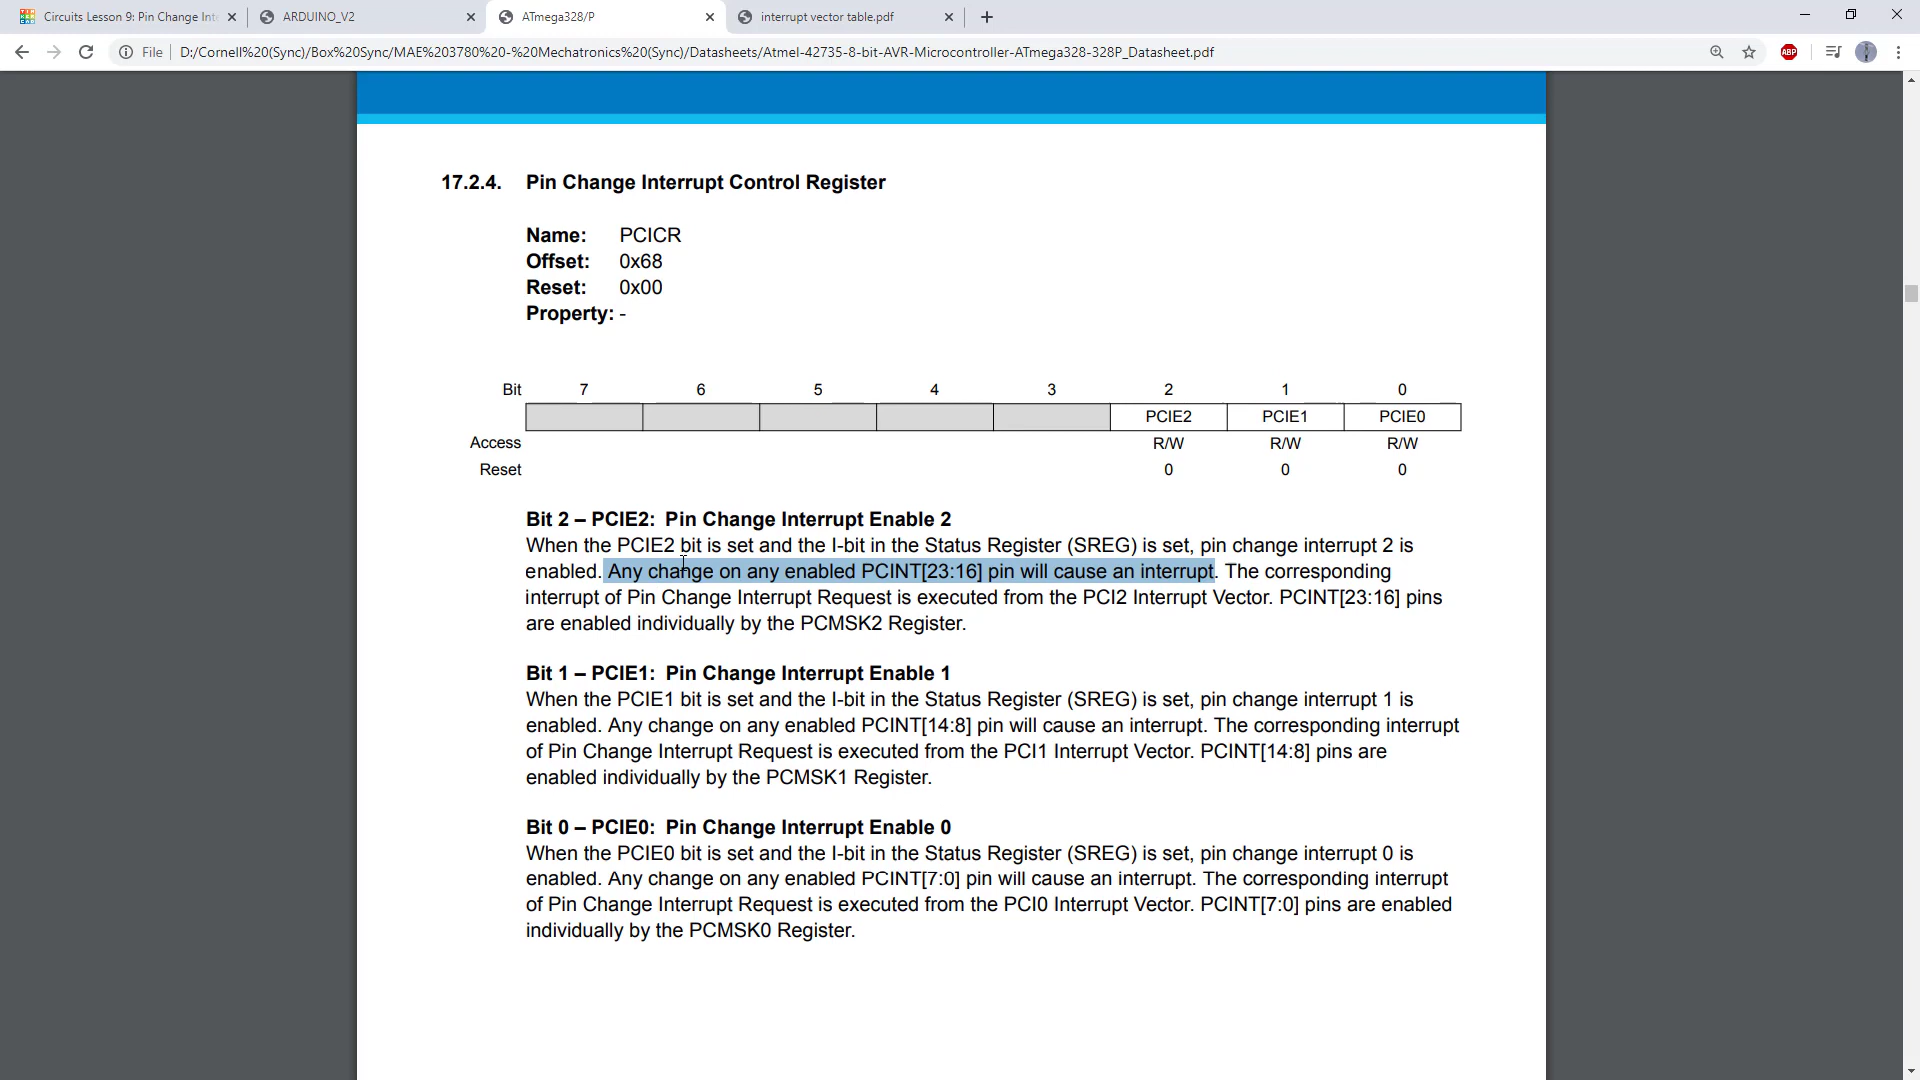 Circuits Lesson 9: Pin Change Int
ARDUINO_V2
ATmega328/P
interrupt vector table.pdf
File
D:/Cornell%20(Sync)/Box%20Sync/MAE%203780%20-%20Mechatronics%20(Sync)/Datasheets/Atmel-42735-8-bit-AVR-Microcontroller-ATmega328-328P_Datasheet.pdf
ABP
17.2.4. Pin Change Interrupt Control Register
Name: PCICR
Offset: 0x68
Reset: 0x00
Property: -
Bit 7 6 5 4 3 2 1 0
PCIE2 PCIE1 PCIE0
Access R/W R/W R/W
Reset 0 0 0
Bit 2 – PCIE2: Pin Change Interrupt Enable 2
When the PCIE2 bit is set and the I-bit in the Status Register (SREG) is set, pin change interrupt 2 is
enabled. Any change on any enabled PCINT[23:16] pin will cause an interrupt. The corresponding
interrupt of Pin Change Interrupt Request is executed from the PCI2 Interrupt Vector. PCINT[23:16] pins
are enabled individually by the PCMSK2 Register.
Bit 1 – PCIE1: Pin Change Interrupt Enable 1
When the PCIE1 bit is set and the I-bit in the Status Register (SREG) is set, pin change interrupt 1 is
enabled. Any change on any enabled PCINT[14:8] pin will cause an interrupt. The corresponding interrupt
of Pin Change Interrupt Request is executed from the PCI1 Interrupt Vector. PCINT[14:8] pins are
enabled individually by the PCMSK1 Register.
Bit 0 – PCIE0: Pin Change Interrupt Enable 0
When the PCIE0 bit is set and the I-bit in the Status Register (SREG) is set, pin change interrupt 0 is
enabled. Any change on any enabled PCINT[7:0] pin will cause an interrupt. The corresponding interrupt
of Pin Change Interrupt Request is executed from the PCI0 Interrupt Vector. PCINT[7:0] pins are enabled
individually by the PCMSK0 Register.